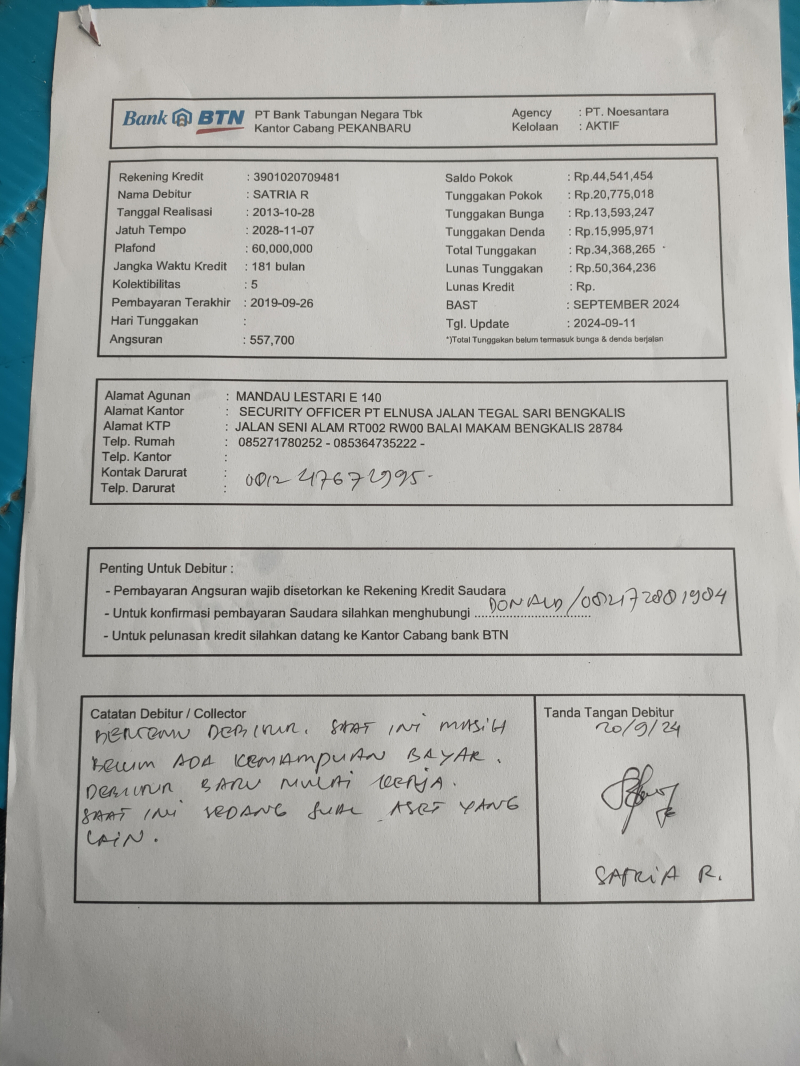 Bank BTN
PT Bank Tabungan Negara Tbk
Kantor Cabang PEKANBARU
Agency : PT. Noesantara
Kelolaan : AKTIF
Rekening Kredit : 3901020709481
Nama Debitur : SATRIA R
Tanggal Realisasi : 2013-10-28
Jatuh Tempo : 2028-11-07
Plafond : 60,000,000
Jangka Waktu Kredit : 181 bulan
Kolektibilitas : 5
Pembayaran Terakhir : 2019-09-26
Hari Tunggakan :
Angsuran : 557,700
Saldo Pokok : Rp.44,541,454
Tunggakan Pokok : Rp.20,775,018
Tunggakan Bunga : Rp.13,593,247
Tunggakan Denda : Rp.15,995,971
Total Tunggakan : Rp.34,368,265
Lunas Tunggakan : Rp.50,364,236
Lunas Kredit : Rp.
BAST : SEPTEMBER 2024
Tgl. Update : 2024-09-11
*)Total Tunggakan belum termasuk bunga & denda berjalan
Alamat Agunan : MANDAU LESTARI E 140
Alamat Kantor : SECURITY OFFICER PT ELNUSA JALAN TEGAL SARI BENGKALIS
Alamat KTP : JALAN SENI ALAM RT002 RW00 BALAI MAKAM BENGKALIS 28784
Telp. Rumah : 085271780252 - 085364735222 -
Telp. Kantor :
Kontak Darurat :
Telp. Darurat :
Penting Untuk Debitur :
- Pembayaran Angsuran wajib disetorkan ke Rekening Kredit Saudara
- Untuk konfirmasi pembayaran Saudara silahkan menghubungi DONALD/082172881984
- Untuk pelunasan kredit silahkan datang ke Kantor Cabang bank BTN
Catatan Debitur / Collector
BERTEMU DEBITUR. SAAT INI MASIH
BELUM ADA KEMAMPUAN BAYAR.
DEBITUR BARU MULAI KERJA.
SAAT INI SEDANG JUAL ASET YANG
LAIN.
Tanda Tangan Debitur
20/9/24
SATRIA R.